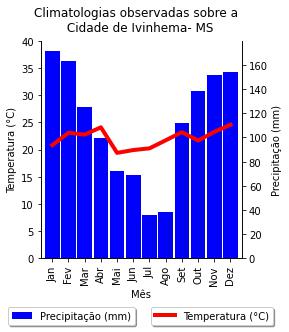 Climatologias observadas sobre a
Cidade de Ivinhema- MS
40
35
30
25
20
15
10
5
0
Temperatura (°C)
160
140
120
100
80
60
40
20
0
Precipitação (mm)
Jan
Fev
Mar
Abr
Mai
Jun
Jul
Ago
Set
Out
Nov
Dez
Mês
Precipitação (mm)
Temperatura (°C)